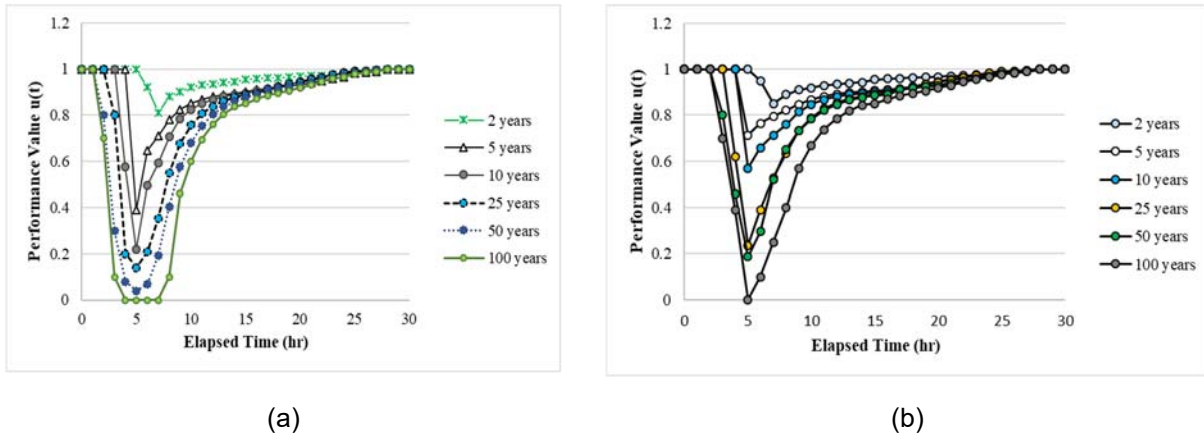 1.2
1
0.8
0.6
0.4
0.2
0
Performance Value u(t)
0 5 10 15 20 25 30
Elapsed Time (hr)
2 years
5 years
10 years
25 years
50 years
100 years
(a)
1.2
1
0.8
0.6
0.4
0.2
0
Performance Value u(t)
0 5 10 15 20 25 30
Elapsed Time (hr)
2 years
5 years
10 years
25 years
50 years
100 years
(b)